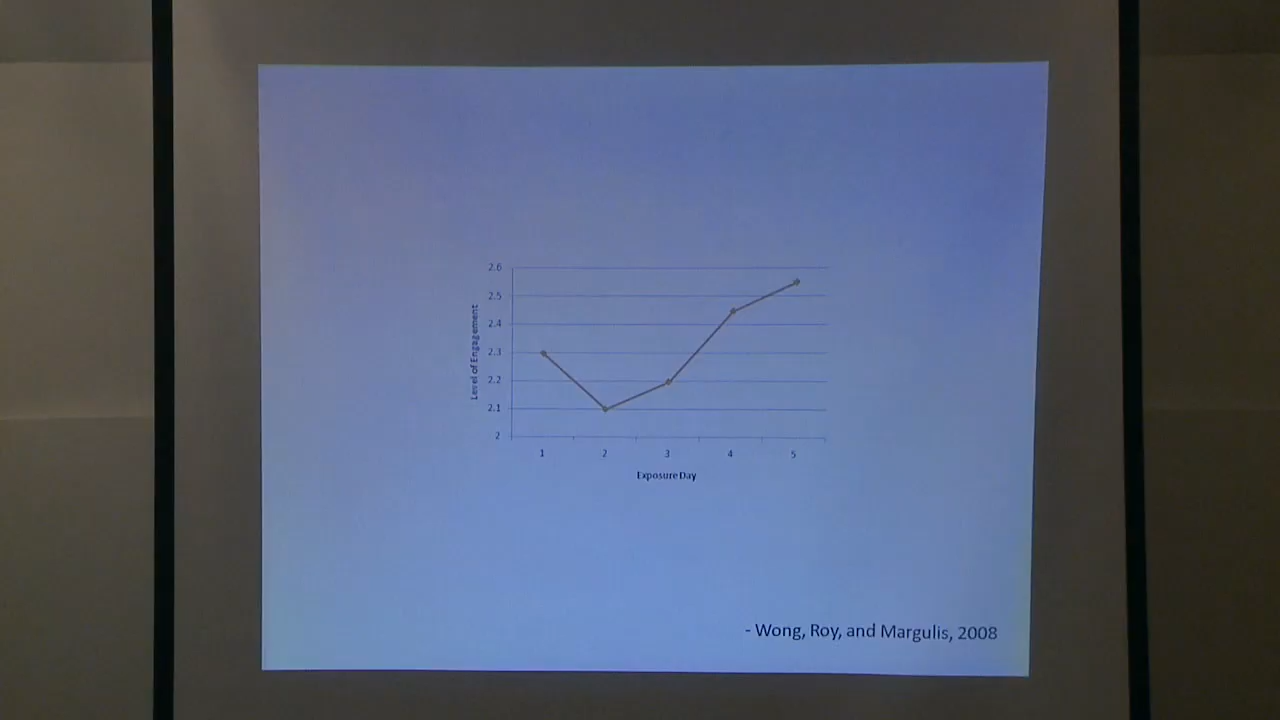 2.6
2.5
2.4
2.3
2.2
2.1
2
Level of Engagement
1 2 3 4 5
Exposure Day
- Wong, Roy, and Margulis, 2008